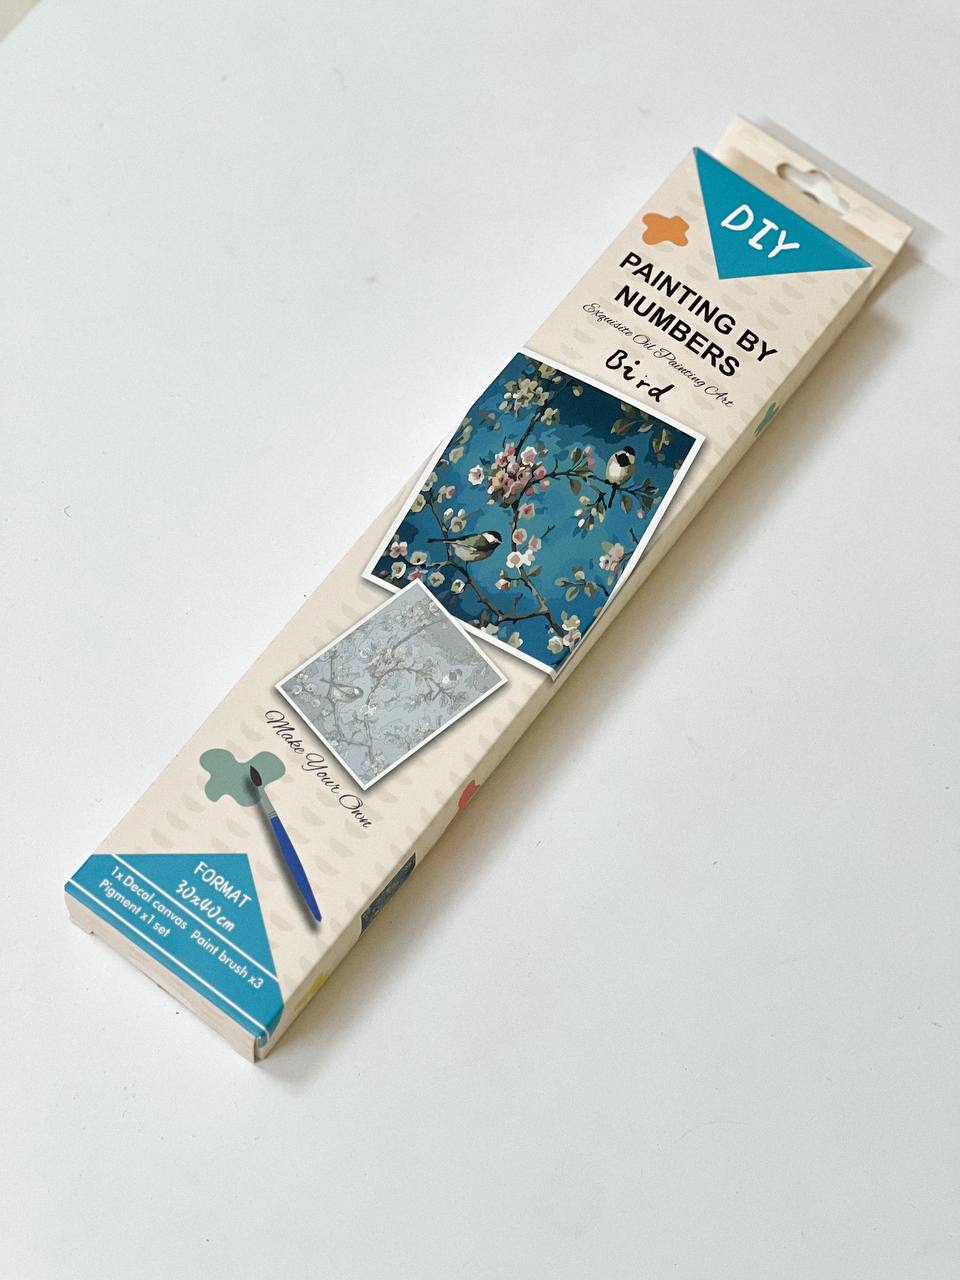 DIY
PAINTING BY
NUMBERS
Exquisite Oil Painting Art
Bird
Make Your Own
FORMAT
30x40cm
1x Decal canvas Paint brush x3
Pigment x1 set